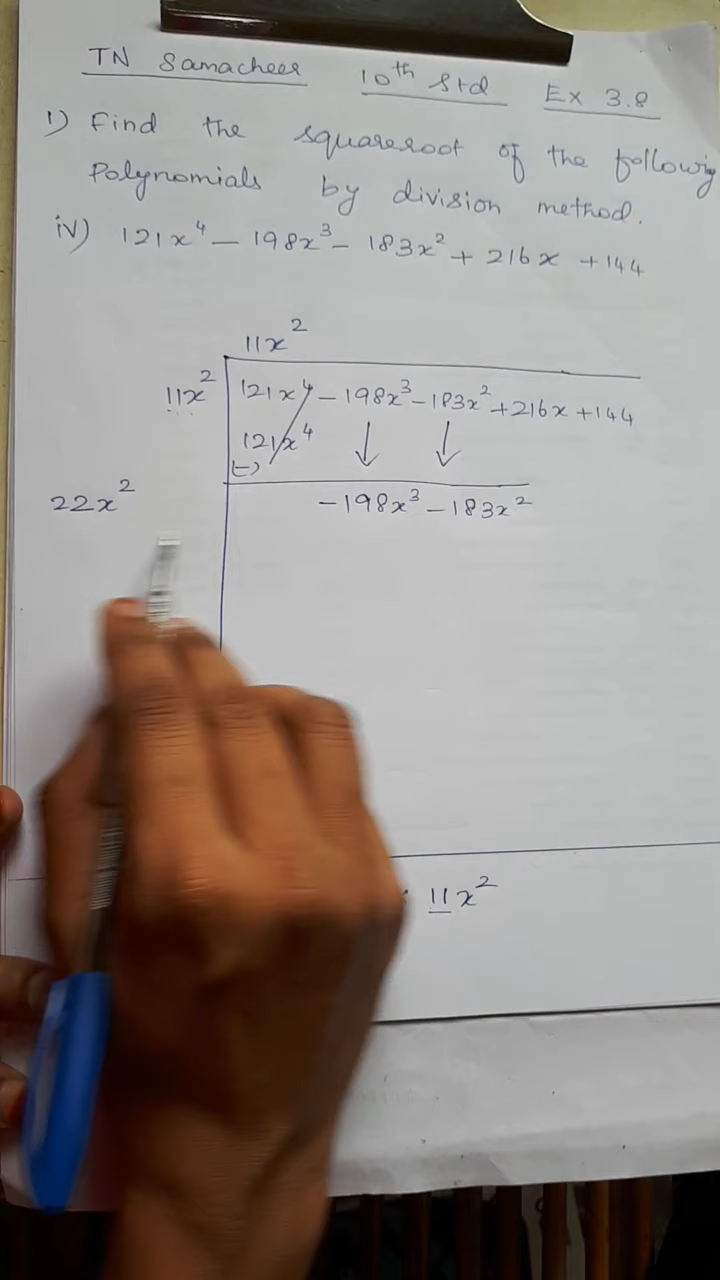 TN Samacheer 10th Std Ex 3.8
1) Find the squareroot of the following
Polynomials by division method.
iv) 121x⁴ - 198x³ - 183x² + 216x + 144
11x²
11x² 121x⁴ - 198x³ - 183x² + 216x + 144
121x⁴
(-)
22x² - 198x³ - 183x²
11x²